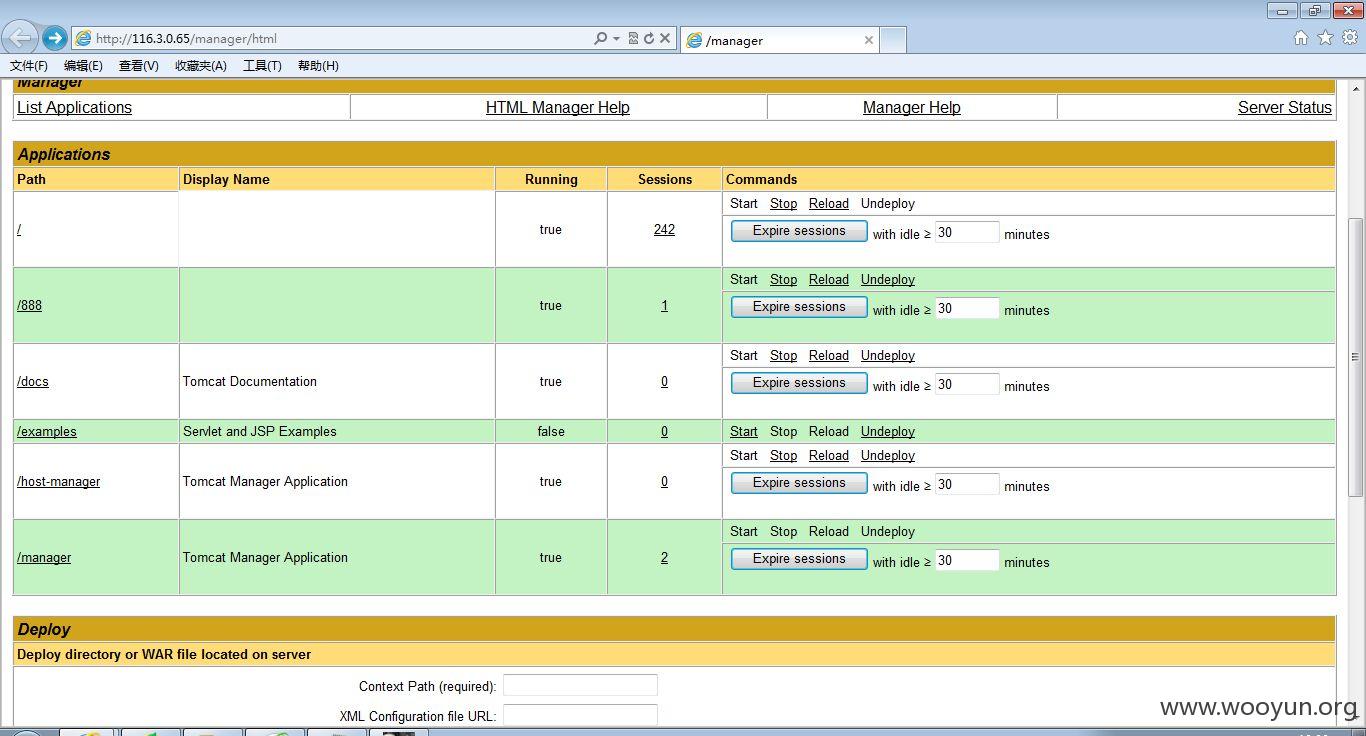 http://116.3.0.65/manager/html
/manager
文件(F) 编辑(E) 查看(V) 收藏夹(A) 工具(T) 帮助(H)
Manager
List Applications HTML Manager Help Manager Help Server Status
Applications
Path Display Name Running Sessions Commands
/ true 242 Start Stop Reload Undeploy
Expire sessions with idle ≥ 30 minutes
/888 true 1 Start Stop Reload Undeploy
Expire sessions with idle ≥ 30 minutes
/docs Tomcat Documentation true 0 Start Stop Reload Undeploy
Expire sessions with idle ≥ 30 minutes
/examples Servlet and JSP Examples false 0 Start Stop Reload Undeploy
/host-manager Tomcat Manager Application true 0 Start Stop Reload Undeploy
Expire sessions with idle ≥ 30 minutes
/manager Tomcat Manager Application true 2 Start Stop Reload Undeploy
Expire sessions with idle ≥ 30 minutes
Deploy
Deploy directory or WAR file located on server
Context Path (required):
XML Configuration file URL:
www.wooyun.org